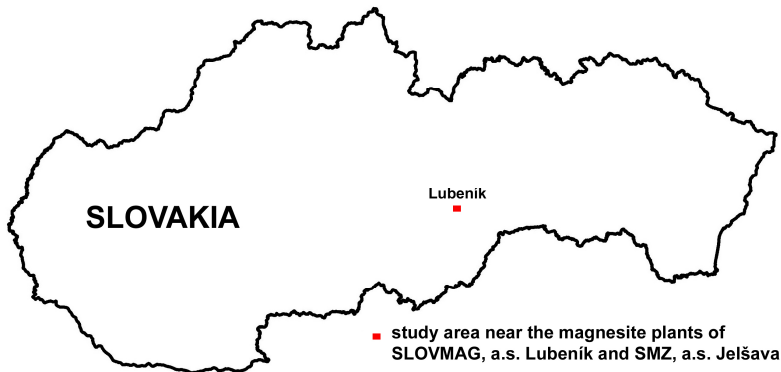 Lubeník
SLOVAKIA
study area near the magnesite plants of
SLOVMAG, a.s. Lubeník and SMZ, a.s. Jelšava